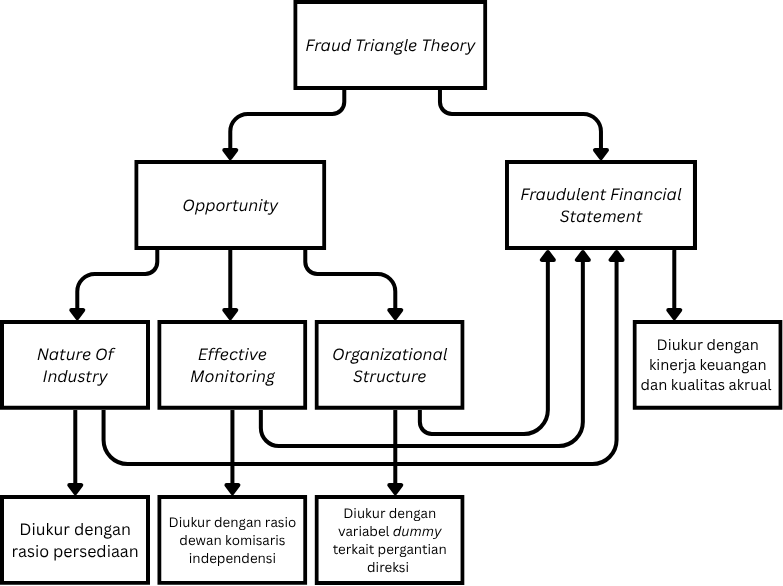 Fraud Triangle Theory
Opportunity
Fraudulent Financial
Statement
Nature Of
Industry
Effective
Monitoring
Organizational
Structure
Diukur dengan
kinerja keuangan
dan kualitas akrual
Diukur dengan
rasio persediaan
Diukur dengan rasio
dewan komisaris
independensi
Diukur dengan
variabel dummy
terkait pergantian
direksi